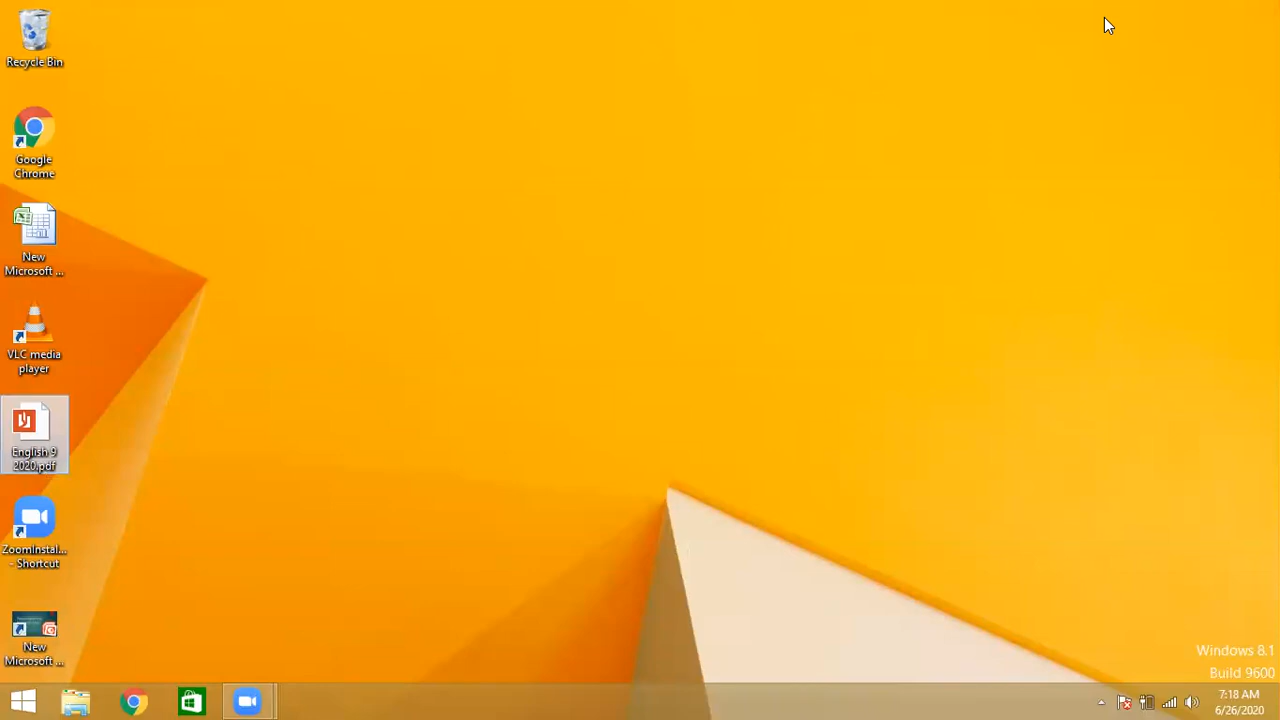 Recycle Bin
Google
Chrome
New
Microsoft ...
VLC media
player
English 9
2020.pdf
ZoomInstal...
- Shortcut
New
Microsoft ...
Windows 8.1
Build 9600
7:18 AM
6/26/2020